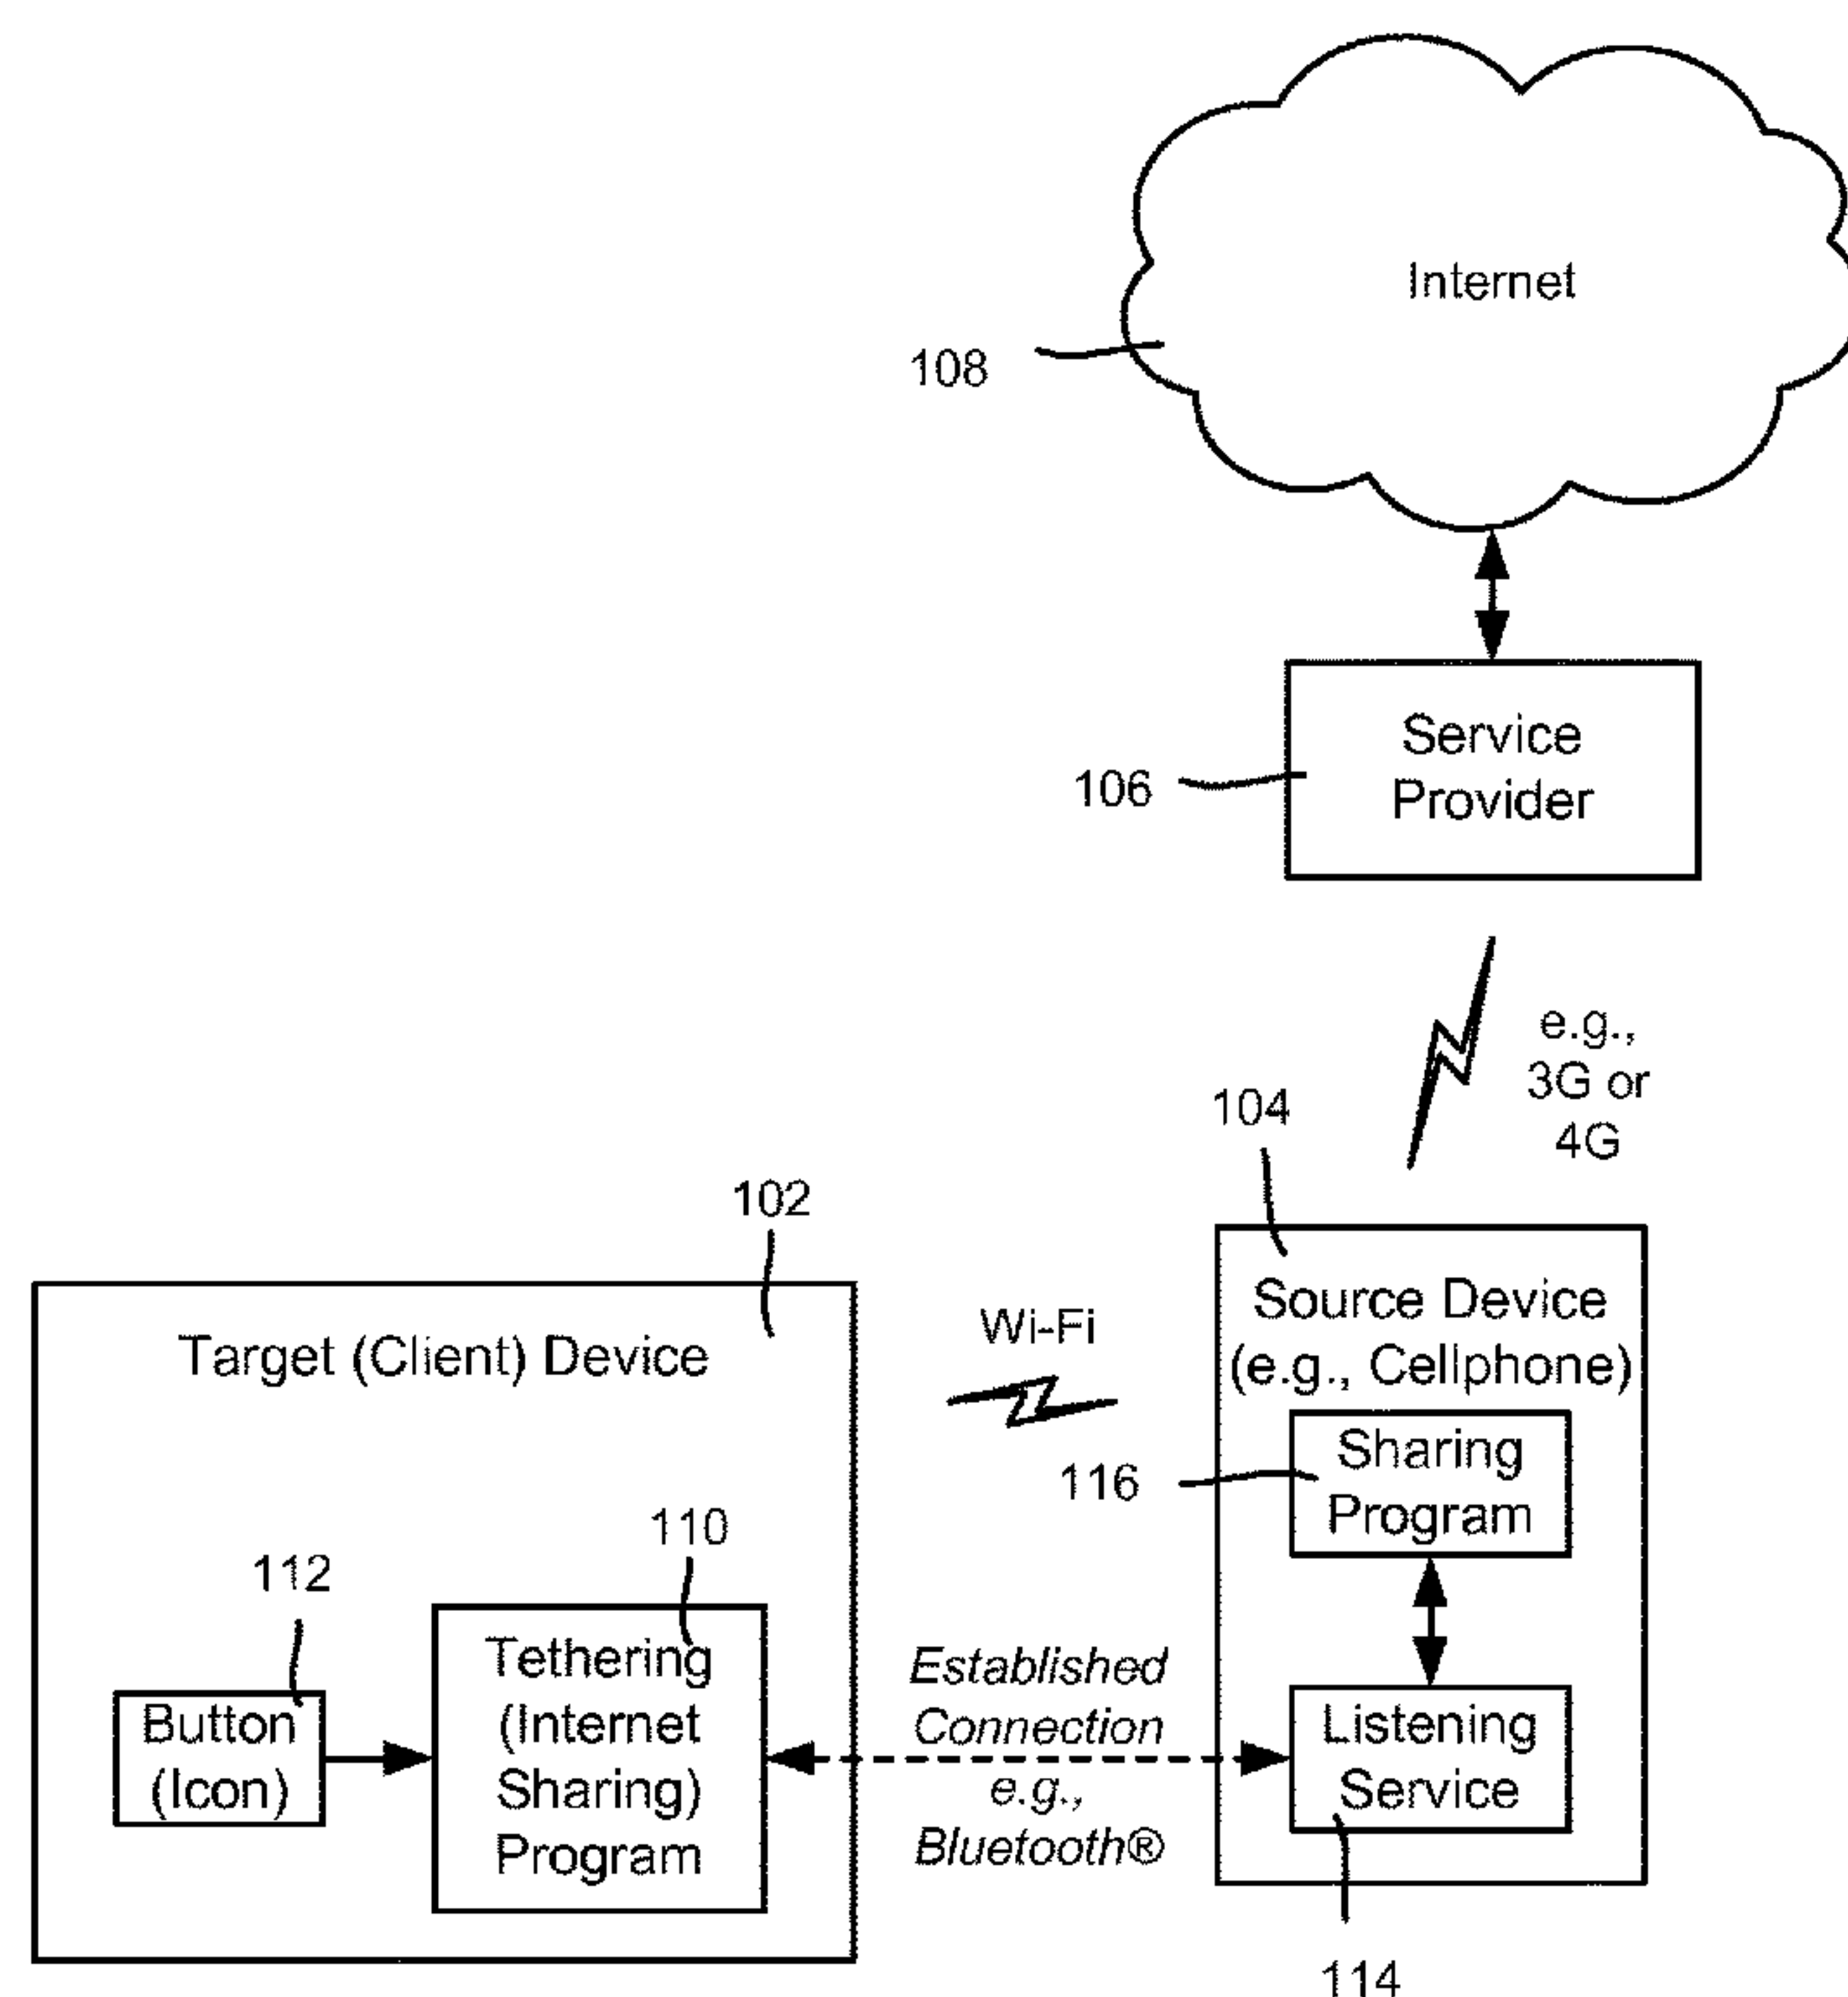 Internet
108
Service
106
Provider
e.g.,
3G or
4G
104
102
Source Device
(e.g., Cellphone)
Wi-Fi
Target (Client) Device
Sharing
Program
116
110
112
Tethering
(Internet
Sharing)
Program
Button
(Icon)
Established
Connection
e.g.,
Bluetooth®
Listening
Service
114